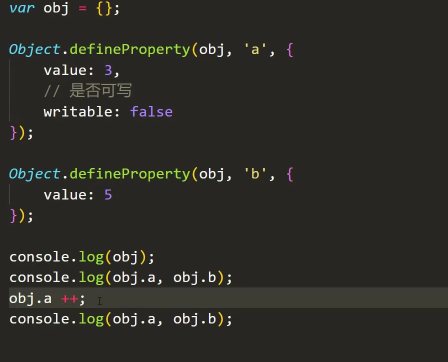 var obj = {};
Object.defineProperty(obj, 'a', {
value: 3,
// 是否可写
writable: false
});
Object.defineProperty(obj, 'b', {
value: 5
});
console.log(obj);
console.log(obj.a, obj.b);
obj.a ++;
console.log(obj.a, obj.b);